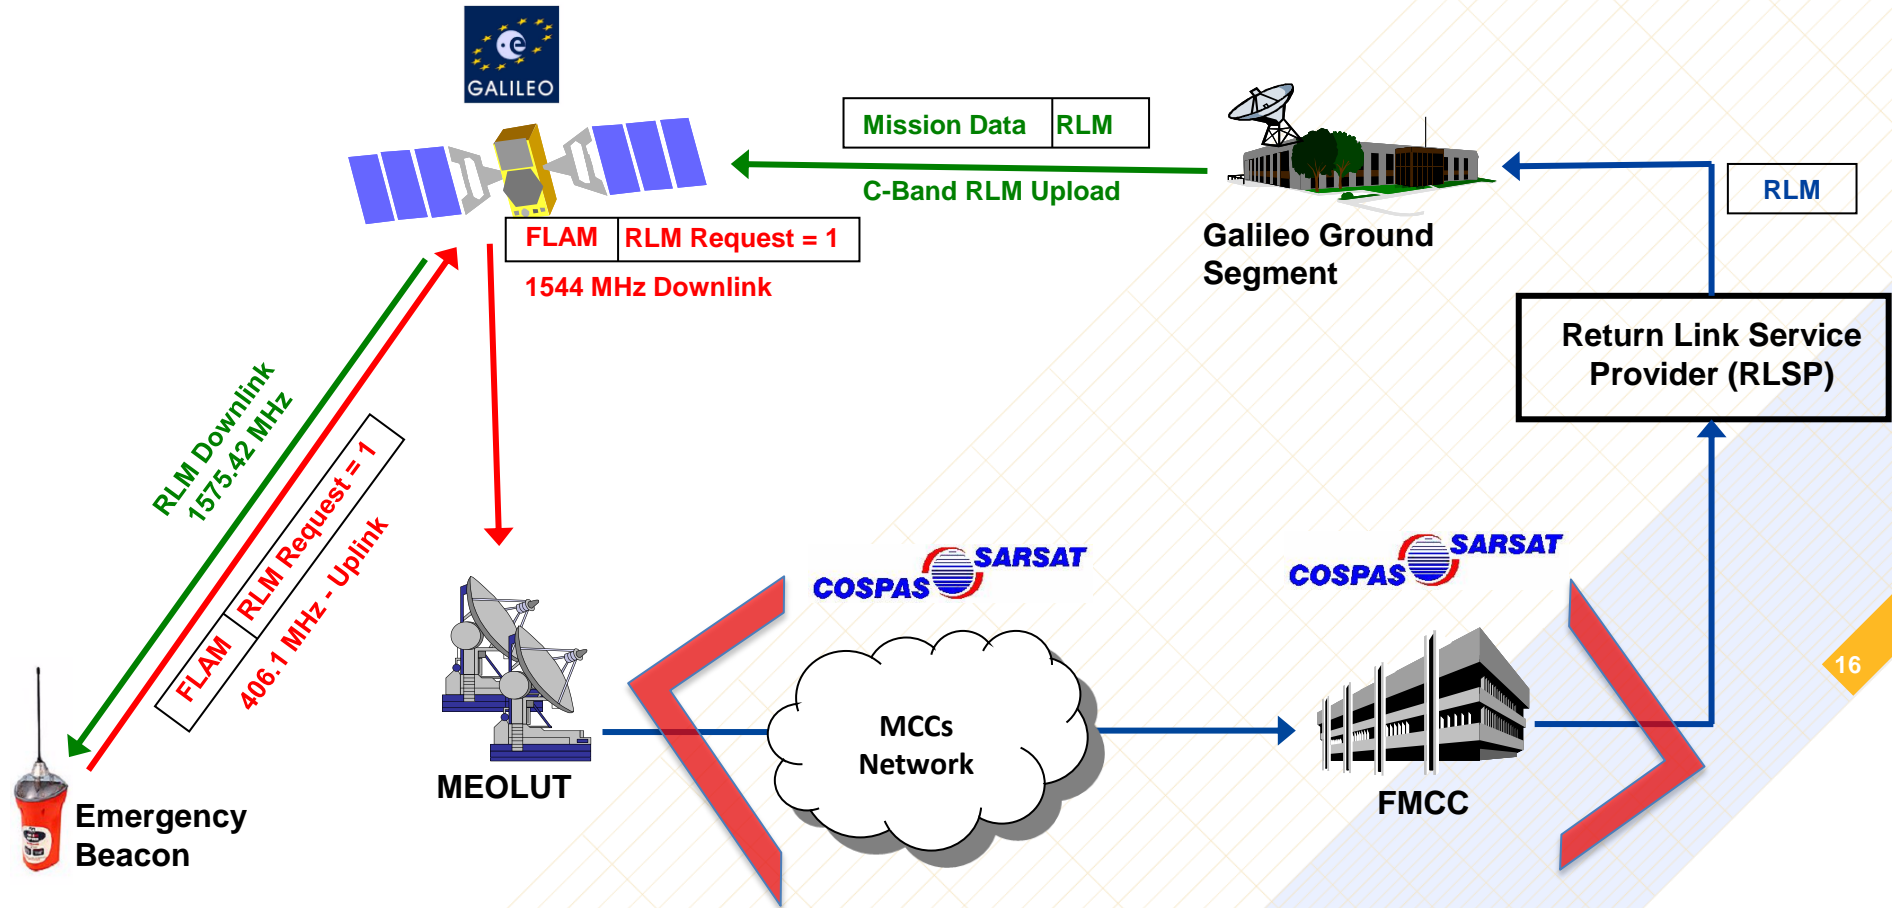 GALILEO
Mission Data RLM
C-Band RLM Upload
RLM
Galileo Ground
Segment
FLAM RLM Request = 1
1544 MHz Downlink
Return Link Service
Provider (RLSP)
RLM Downlink
1575.42 MHz
FLAM RLM Request = 1
406.1 MHz - Uplink
COSPAS SARSAT
COSPAS SARSAT
16
MCCs
Network
MEOLUT
FMCC
Emergency
Beacon